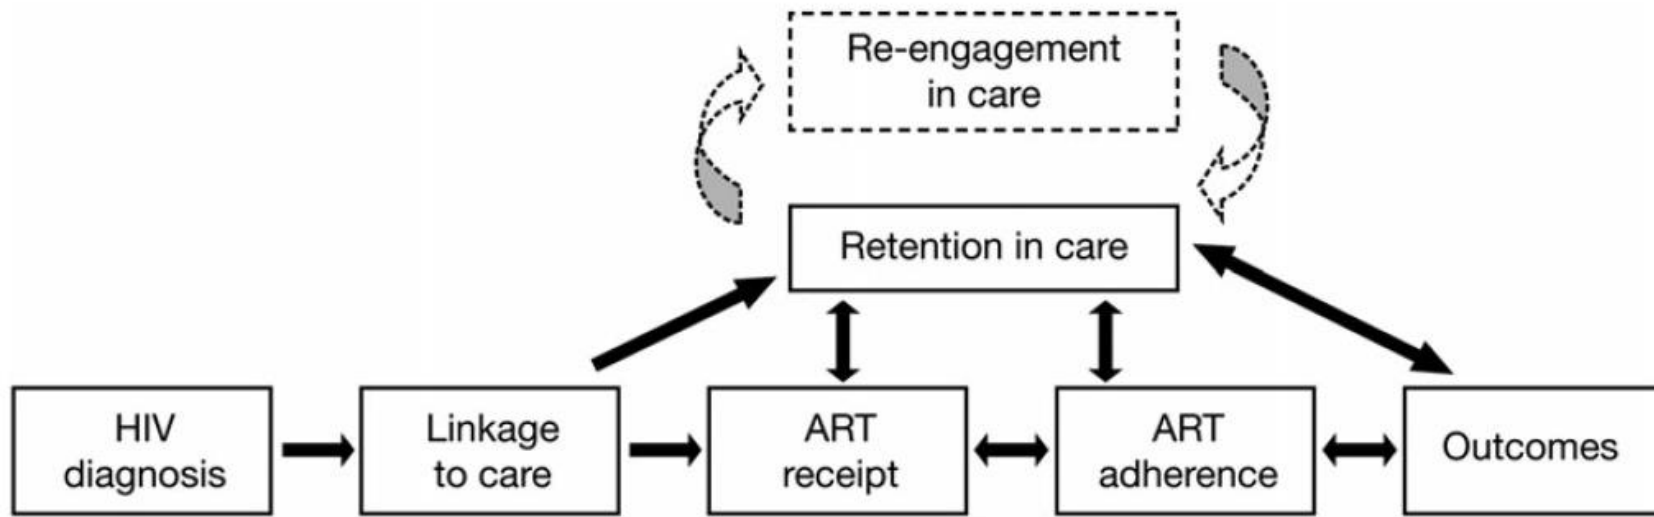 Re-engagement
in care
Retention in care
HIV
diagnosis
Linkage
to care
ART
receipt
ART
adherence
Outcomes